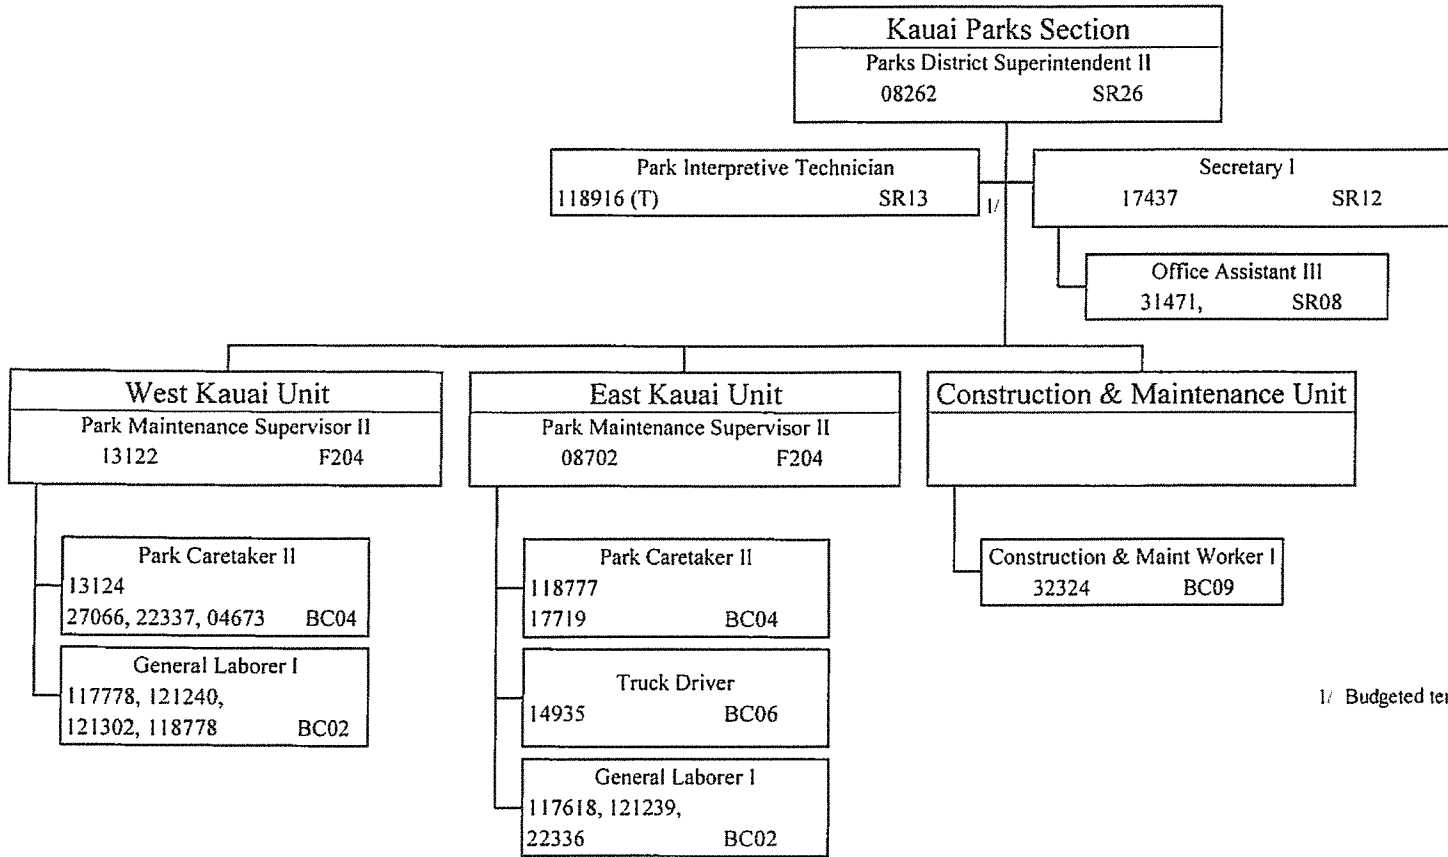 Kauai Parks Section
Parks District Superintendent II
08262 SR26
Park Interpretive Technician
118916 (T) SR13
1/
Secretary I
17437 SR12
Office Assistant III
31471, SR08
West Kauai Unit
Park Maintenance Supervisor II
13122 F204
Park Caretaker II
13124
27066, 22337, 04673 BC04
General Laborer I
117778, 121240,
121302, 118778 BC02
East Kauai Unit
Park Maintenance Supervisor II
08702 F204
Park Caretaker II
118777
17719 BC04
Truck Driver
14935 BC06
General Laborer I
117618, 121239,
22336 BC02
Construction & Maintenance Unit
Construction & Maint Worker I
32324 BC09
1/ Budgeted ter